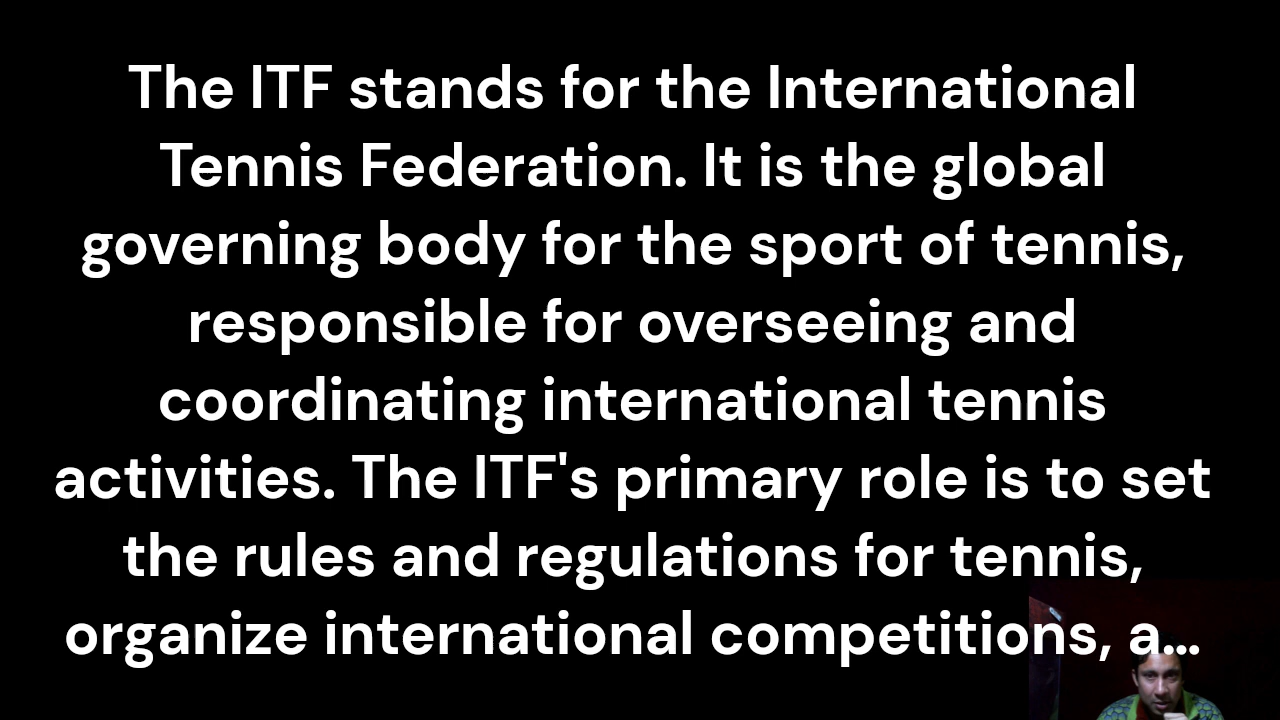 The ITF stands for the International
Tennis Federation. It is the global
governing body for the sport of tennis,
responsible for overseeing and
coordinating international tennis
activities. The ITF's primary role is to set
the rules and regulations for tennis,
organize international competitions, a...